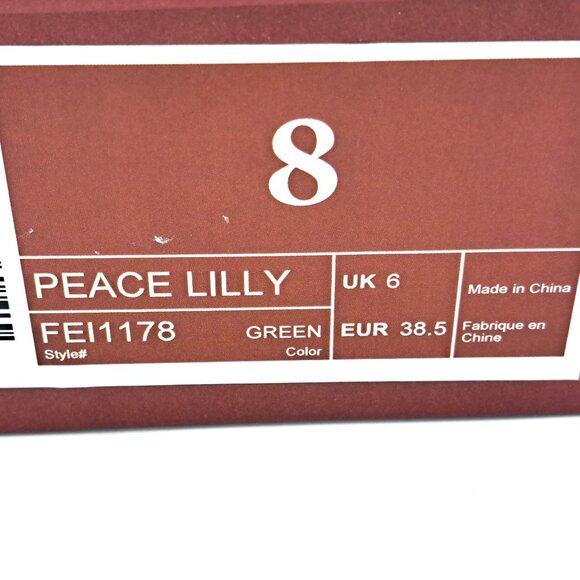 8
PEACE LILLY
UK 6
Made in China
FEI1178
GREEN
Style#
Color
EUR 38.5
Fabrique en
Chine